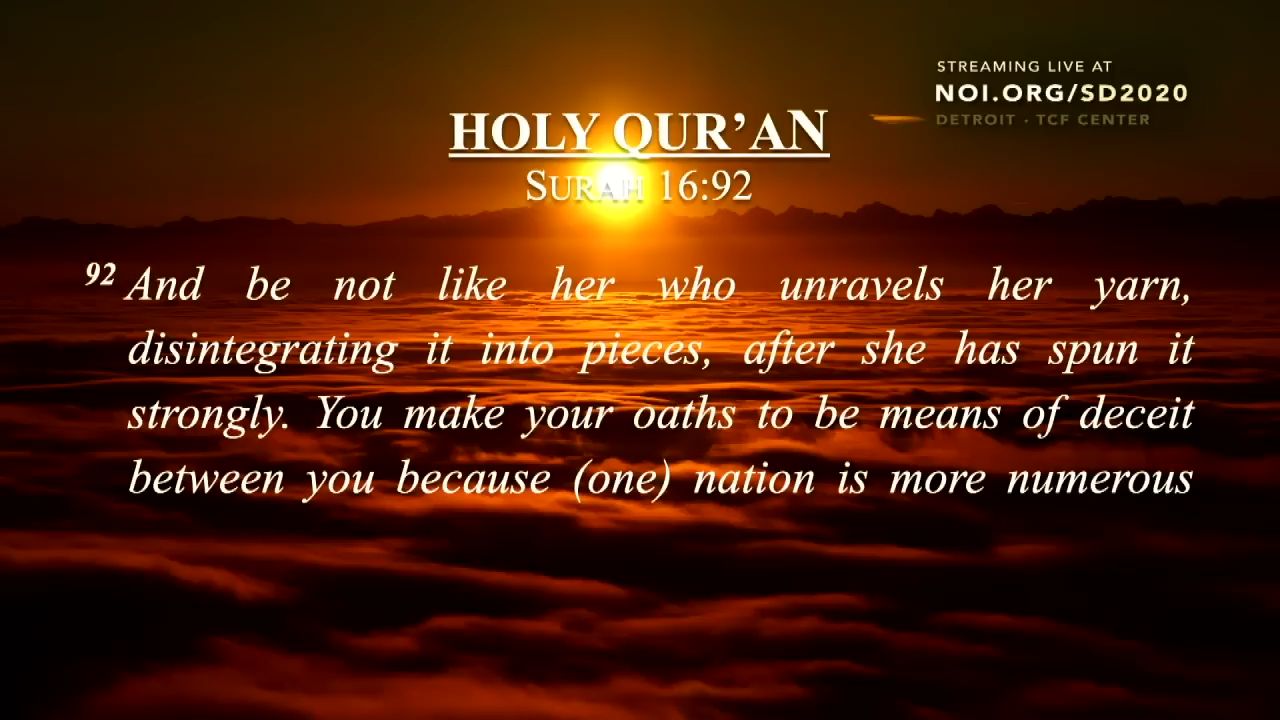 STREAMING LIVE AT
NOI.ORG/SD2020
DETROIT · TCF CENTER
HOLY QUR’AN
SURAH 16:92
92 And be not like her who unravels her yarn,
disintegrating it into pieces, after she has spun it
strongly. You make your oaths to be means of deceit
between you because (one) nation is more numerous